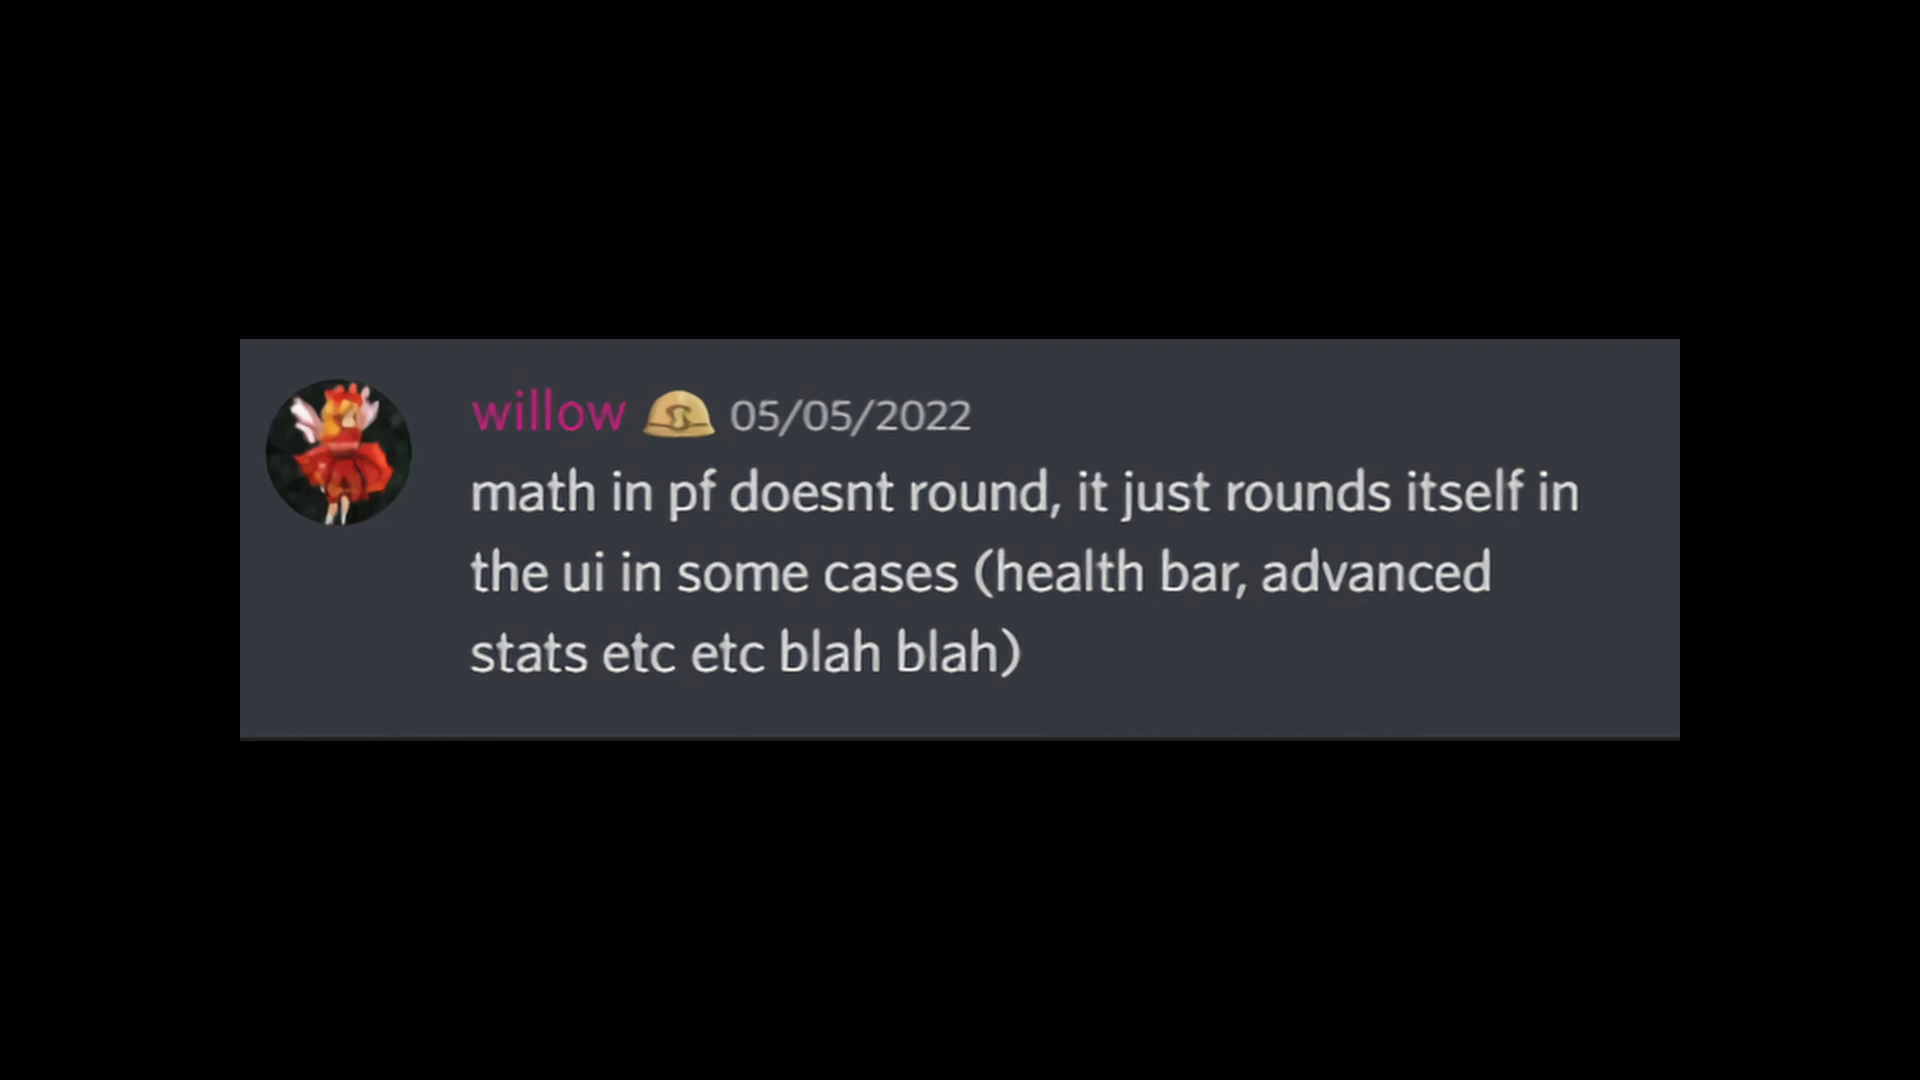 willow 05/05/2022
math in pf doesnt round, it just rounds itself in
the ui in some cases (health bar, advanced
stats etc etc blah blah)